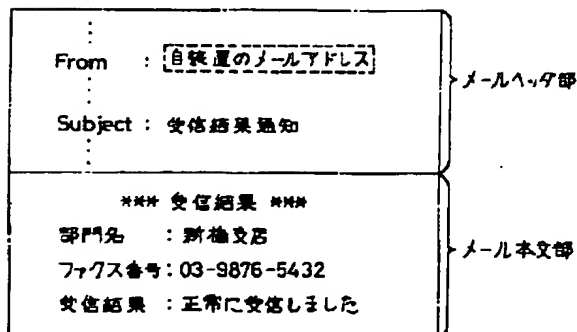 From : 自装置のメールアドレス
メールヘッダ部
Subject : 受信結果通知
*** 受信結果 ***
部門名 : 新橋支店
メール本文部
ファクス番号 : 03-9876-5432
受信結果 : 正常に受信しました